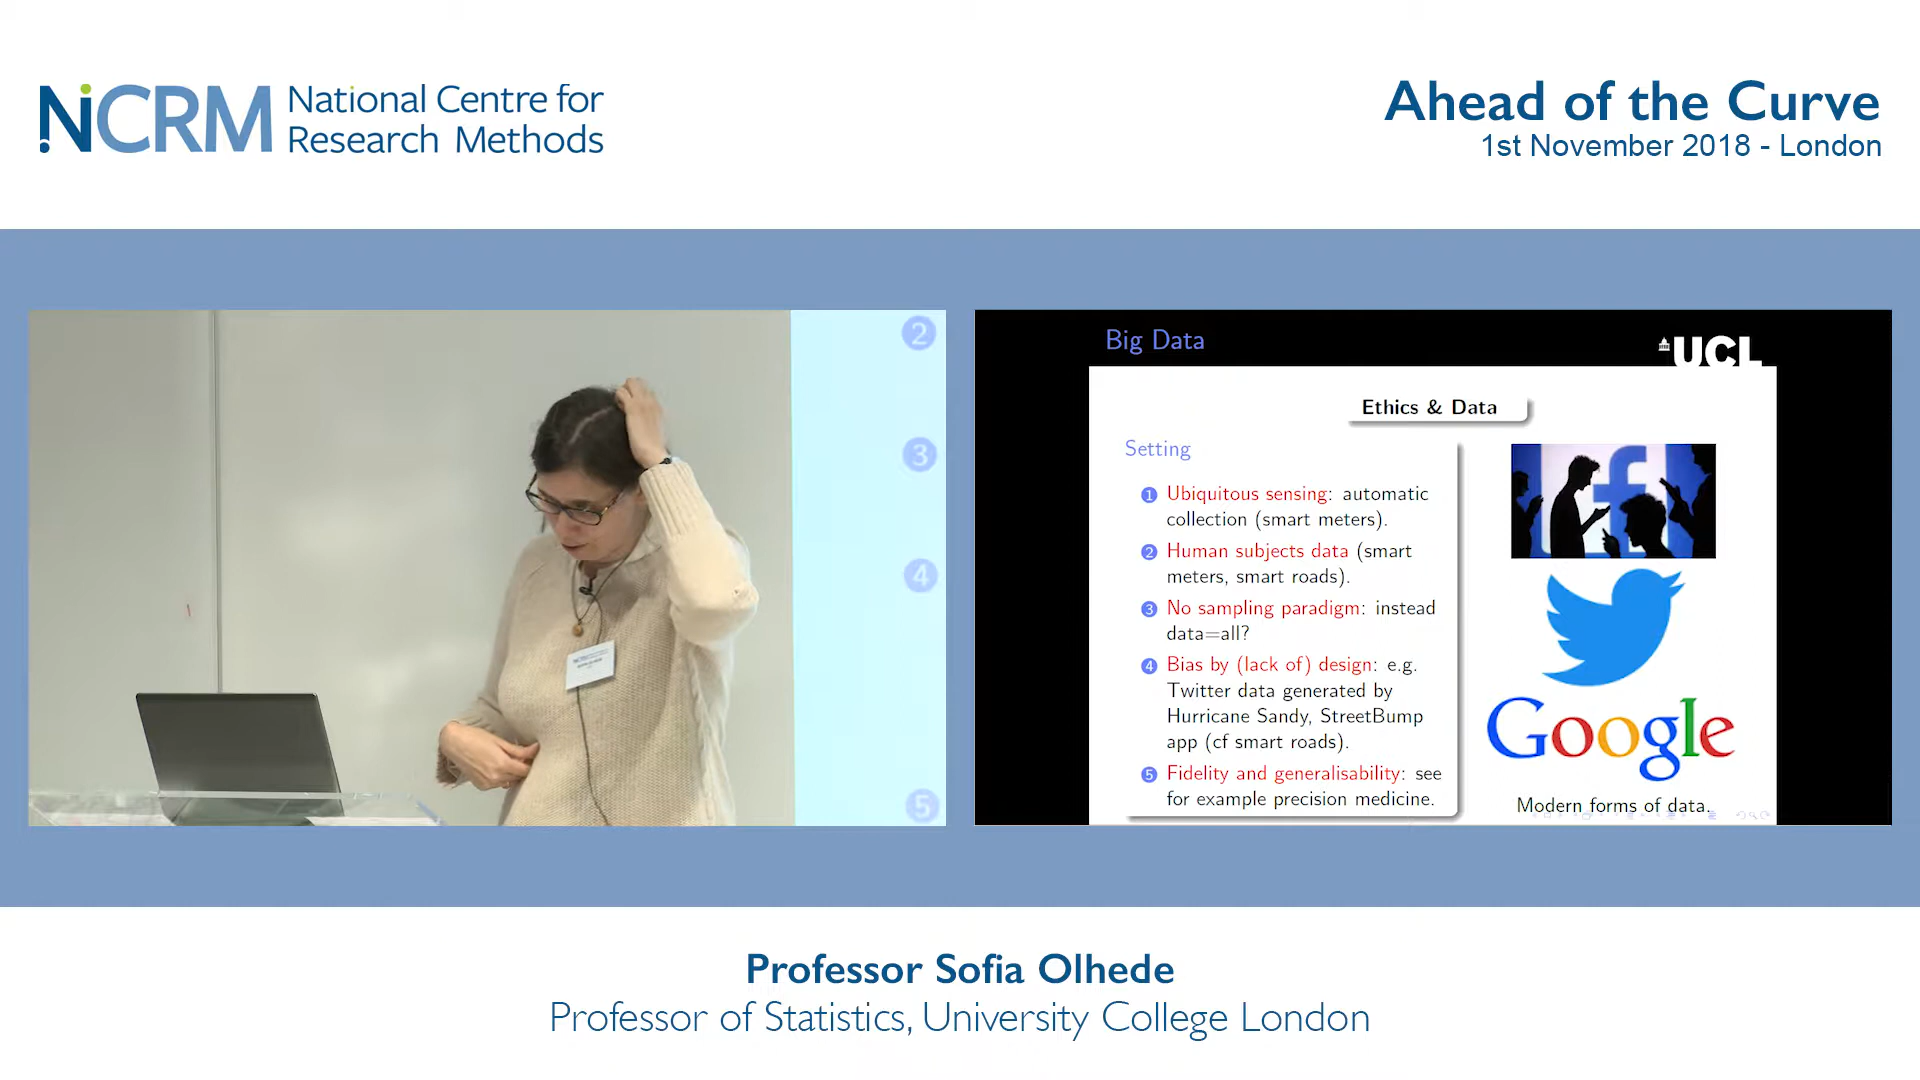 NCRM National Centre for
Research Methods
Ahead of the Curve
1st November 2018 - London
2
3
4
5
Big Data
UCL
Ethics & Data
Setting
1 Ubiquitous sensing: automatic
collection (smart meters).
2 Human subjects data (smart
meters, smart roads).
3 No sampling paradigm: instead
data=all?
4 Bias by (lack of) design: e.g.
Twitter data generated by
Hurricane Sandy, StreetBump
app (cf smart roads).
5 Fidelity and generalisability: see
for example precision medicine.
f
Google
Modern forms of data.
Professor Sofia Olhede
Professor of Statistics, University College London